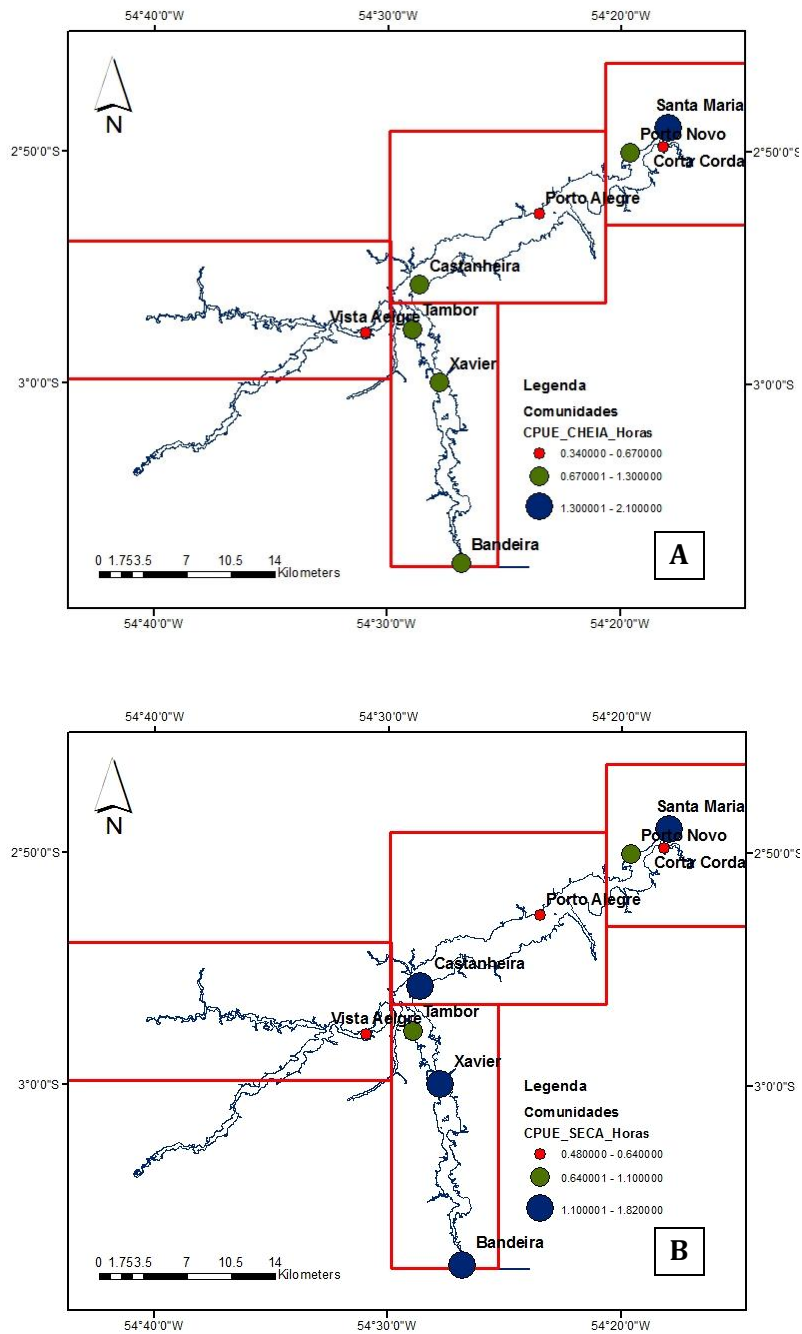 54°40'0"W 54°30'0"W 54°20'0"W
N
Santa Maria
Porto Novo
2°50'0"S 2°50'0"S
Corta Corda
Porto Alegre
Castanheira
Vista Aelgre Tambor
Xavier
3°0'0"S 3°0'0"S
Legenda
Comunidades
CPUE_CHEIA_Horas
0.340000 - 0.670000
0.670001 - 1.300000
1.300001 - 2.100000
Bandeira
A
0 1.753.5 7 10.5 14
Kilometers
54°40'0"W 54°30'0"W 54°20'0"W
54°40'0"W 54°30'0"W 54°20'0"W
N
Santa Maria
Porto Novo
2°50'0"S 2°50'0"S
Corta Corda
Porto Alegre
Castanheira
Vista Aelgre Tambor
Xavier
3°0'0"S 3°0'0"S
Legenda
Comunidades
CPUE_SECA_Horas
0.480000 - 0.640000
0.640001 - 1.100000
1.100001 - 1.820000
Bandeira
B
0 1.753.5 7 10.5 14
Kilometers
54°40'0"W 54°30'0"W 54°20'0"W